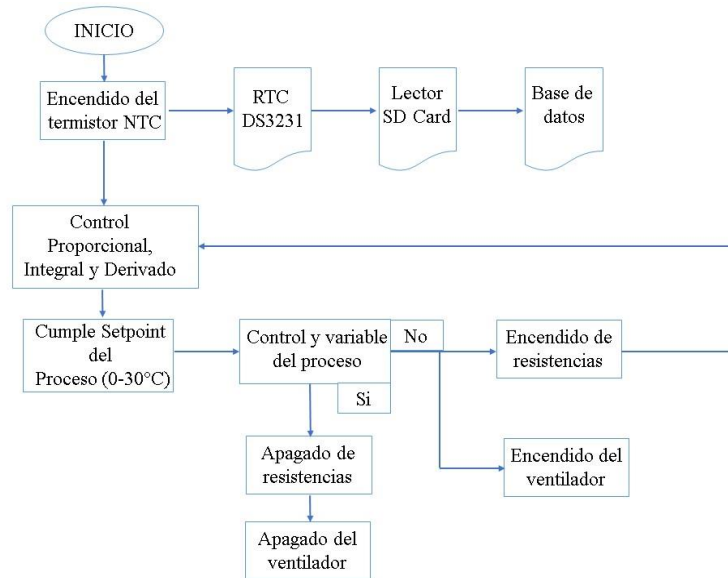 INICIO
Encendido del
termistor NTC
RTC
DS3231
Lector
SD Card
Base de
datos
Control
Proporcional,
Integral y Derivado
Cumple Setpoint
del
Proceso (0-30°C)
Control y variable
del proceso
No
Si
Encendido de
resistencias
Apagado de
resistencias
Encendido del
ventilador
Apagado del
ventilador